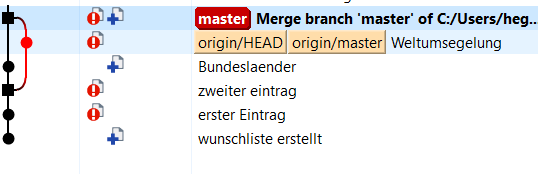 master Merge branch 'master' of C:/Users/heg...
origin/HEAD origin/master Weltumsegelung
Bundeslaender
zweiter eintrag
erster Eintrag
wunschliste erstellt